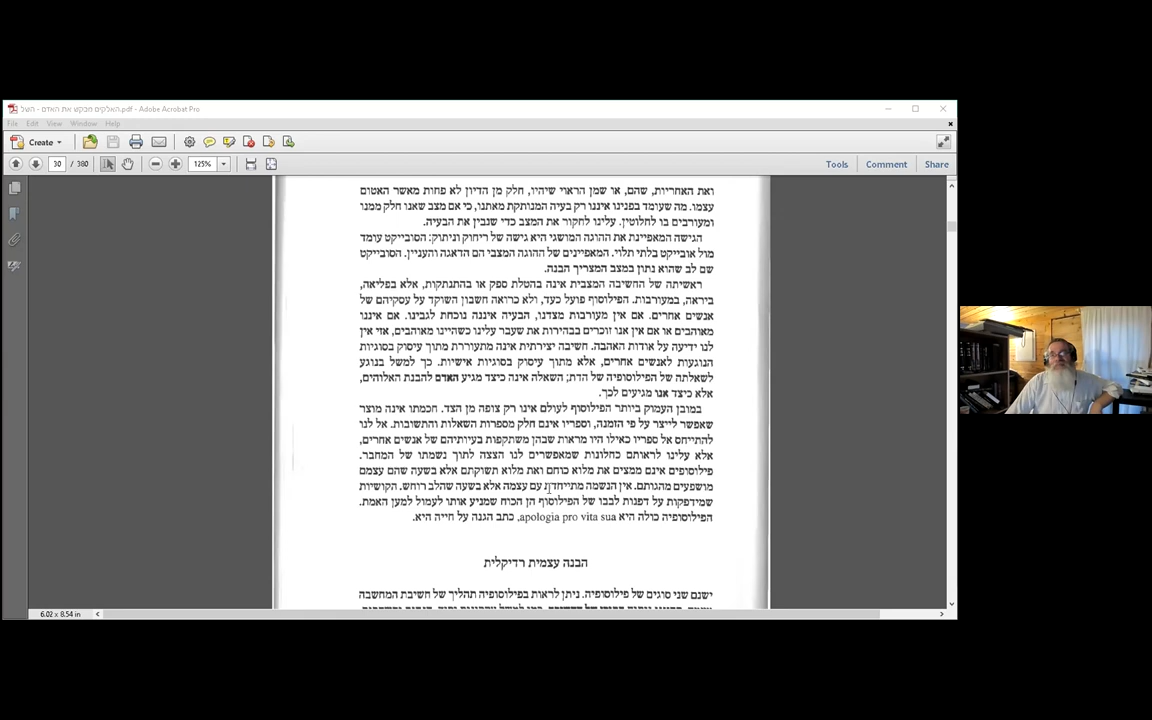 האלקים מבקש את האדם - השל.pdf - Adobe Acrobat Pro
File Edit View Window Help
Create
30 / 380 125% Tools Comment Share
ואת האחריות, שהם, או שמן הראוי שיהיו, חלק מן הדיון לא פחות מאשר האטום
עצמו. מה שעומד בפנינו איננו רק בעיה המנותקת מאתנו, כי אם מצב שאנו חלק ממנו
ומעורבים בו לחלוטין. עלינו לחקור את המצב כדי שנבין את הבעיה.
הגישה המאפיינת את ההוגה המושגי היא גישה של ריחוק וניתוק: הסובייקט עומד
מול אובייקט בלתי תלוי. המאפיינים של ההוגה המצבי הם הדאגה והעניין. הסובייקט
שם לב שהוא נתון במצב המצריך הבנה.
ראשיתה של החשיבה המצבית אינה בהטלת ספק או בהתנתקות, אלא בפליאה,
ביראה, במעורבות. הפילוסוף פועל כעד, ולא כרואה חשבון השוקד על עסקיהם של
אנשים אחרים. אם אין מעורבות מצדנו, הבעיה איננה נוכחת לגבינו. אם איננו
מאוהבים או אם אין אנו זוכרים בבהירות את שעבר עלינו כשהיינו מאוהבים, אזי אין
לנו ידיעה על אודות האהבה. חשיבה יצירתית אינה מתעוררת מתוך עיסוק בסוגיות
הנוגעות לאנשים אחרים, אלא מתוך עיסוק בסוגיות אישיות. כך למשל בנוגע
לשאלתה של הפילוסופיה של הדת; השאלה אינה כיצד מגיע האדם להבנת האלוהים,
אלא כיצד אנו מגיעים לכך.
במובן העמוק ביותר הפילוסוף לעולם אינו רק צופה מן הצד. חכמתו אינה מוצר
שאפשר לייצר על פי הזמנה, וספריו אינם חלק מספרות השאלות והתשובות. אל לנו
להתייחס אל ספריו כאילו היו מראות שבהן משתקפות בעיותיהם של אנשים אחרים,
אלא עלינו לראותם כחלונות שמאפשרים לנו הצצה לתוך נשמתו של המחבר.
פילוסופים אינם ממצים את מלוא כוחם ואת מלוא תשוקתם אלא בשעה שהם עצמם
מושפעים מהגותם. אין הנשמה מתייחדת עם עצמה אלא בשעה שהלב רוחש. הקושיות
שמידפקות על דפנות לבבו של הפילוסוף הן הכוח שמניע אותו לעמול למען האמת.
הפילוסופיה כולה היא apologia pro vita sua, כתב הגנה על חייה היא.
הבנה עצמית רדיקלית
ישנם שני סוגים של פילוסופיה. ניתן לראות בפילוסופיה תהליך של חשיבת המחשבה
6.02 x 8.54 in